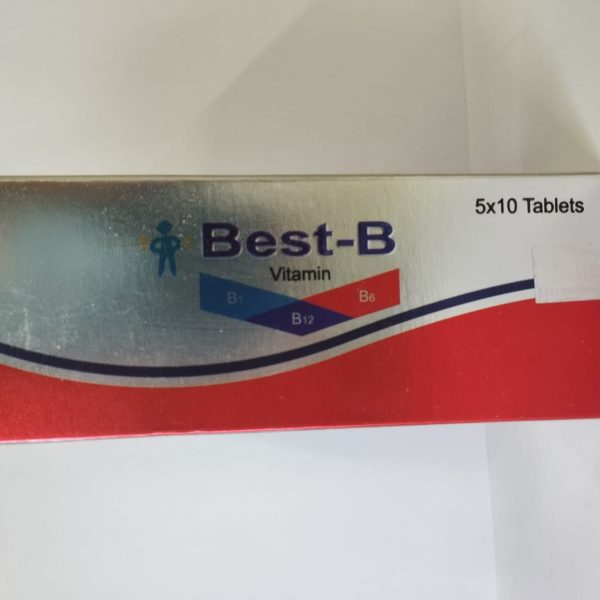 5x10 Tablets
Best-B
Vitamin
B1 B6
B12